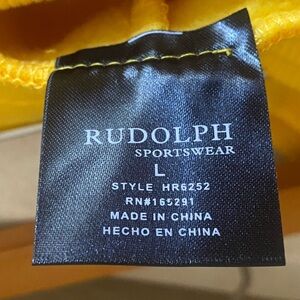 RUDOLPH
SPORTSWEAR
L
STYLE HR6252
RN#165291
MADE IN CHINA
HECHO EN CHINA